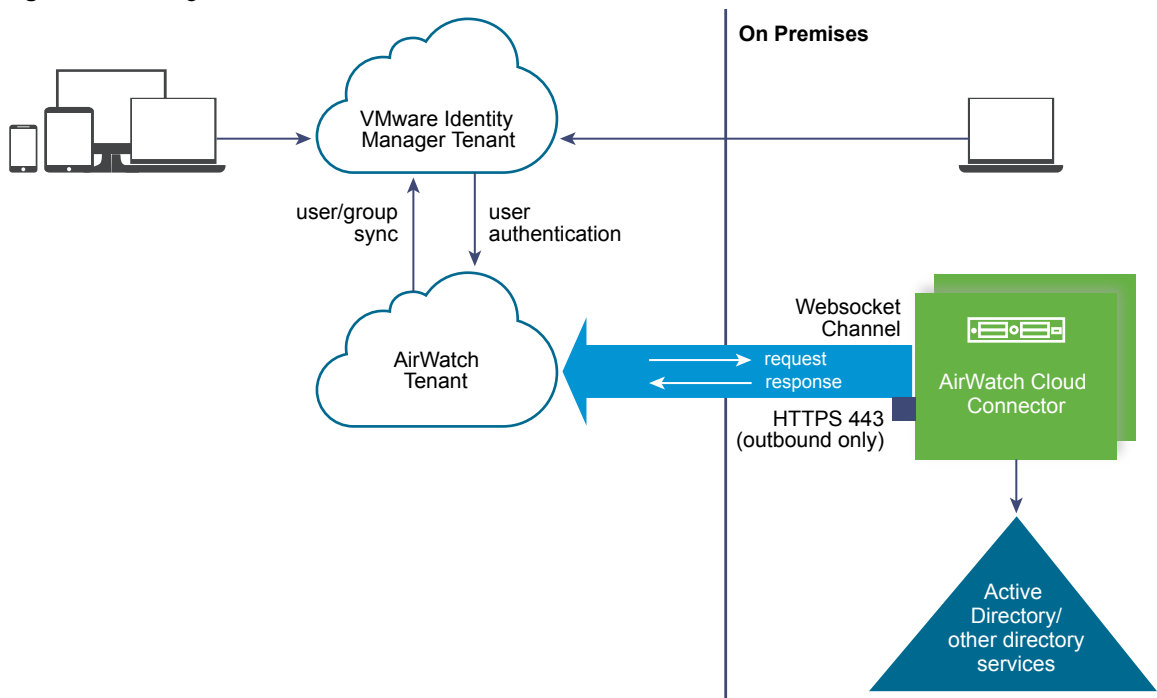 On Premises
VMware Identity
Manager Tenant
user/group
sync
user
authentication
AirWatch
Tenant
Websocket
Channel
request
response
HTTPS 443
(outbound only)
AirWatch Cloud
Connector
Active
Directory/
other directory
services